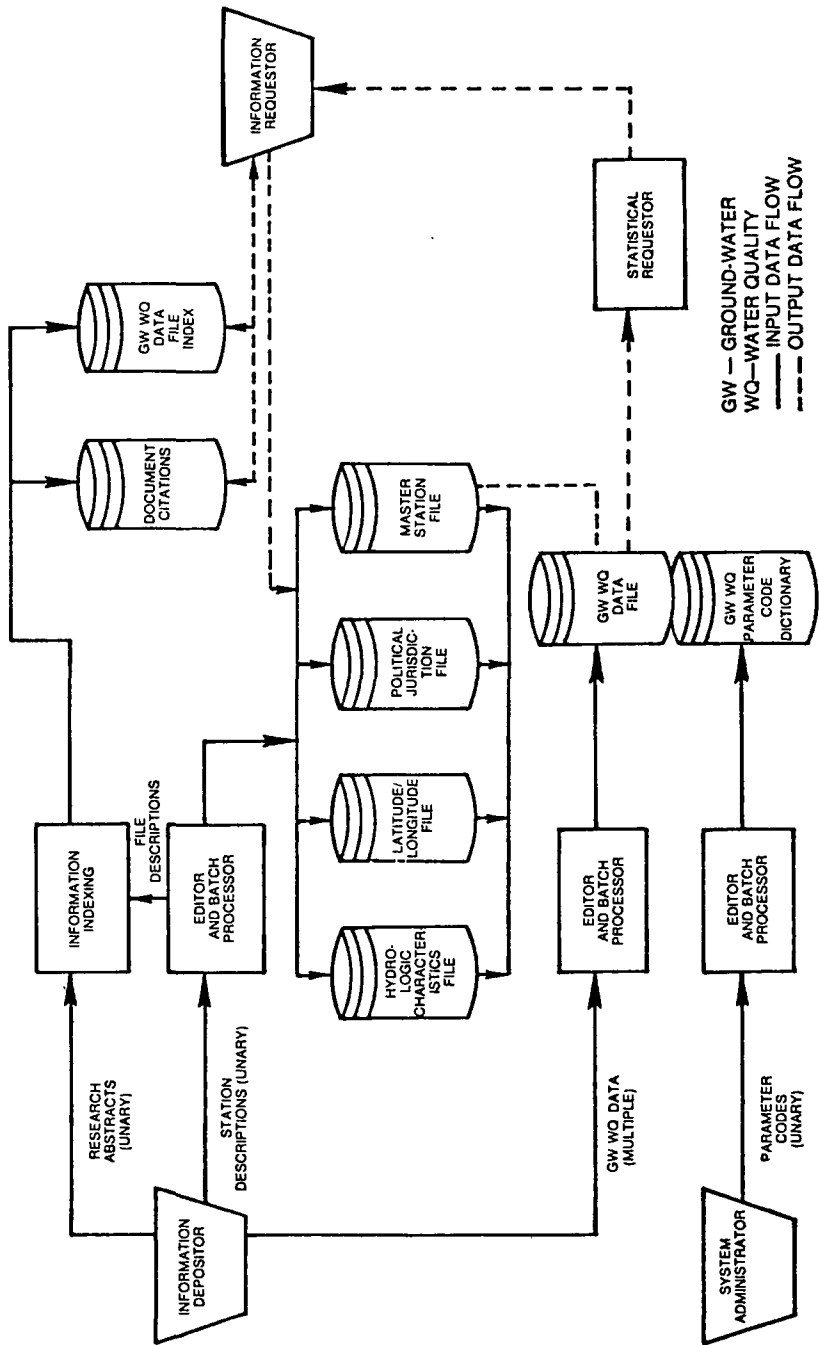 INFORMATION
DEPOSITOR
RESEARCH
ABSTRACTS
(UNARY)
STATION
DESCRIPTIONS (UNARY)
GW WQ DATA
(MULTIPLE)
SYSTEM
ADMINISTRATOR
PARAMETER
CODES
(UNARY)
INFORMATION
INDEXING
FILE
DESCRIPTIONS
EDITOR
AND BATCH
PROCESSOR
EDITOR
AND BATCH
PROCESSOR
EDITOR
AND BATCH
PROCESSOR
HYDRO-
LOGIC
CHARACTER-
ISTICS
FILE
LATITUDE/
LONGITUDE
FILE
POLITICAL
JURISDIC-
TION
FILE
MASTER
STATION
FILE
DOCUMENT
CITATIONS
GW WQ
DATA
FILE
INDEX
INFORMATION
REQUESTOR
GW WQ
DATA
FILE
GW WQ
PARAMETER
CODE
DICTIONARY
STATISTICAL
REQUESTOR
GW — GROUND-WATER
WQ—WATER QUALITY
INPUT DATA FLOW
OUTPUT DATA FLOW